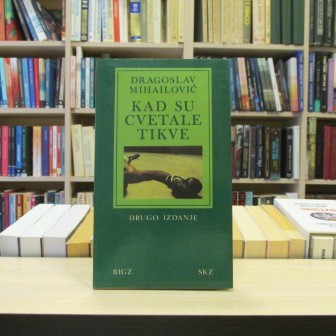 DRAGOSLAV
MIHAILOVIĆ
KAD SU
CVETALE
TIKVE
DRUGO IZDANJE
BIGZ SKZ